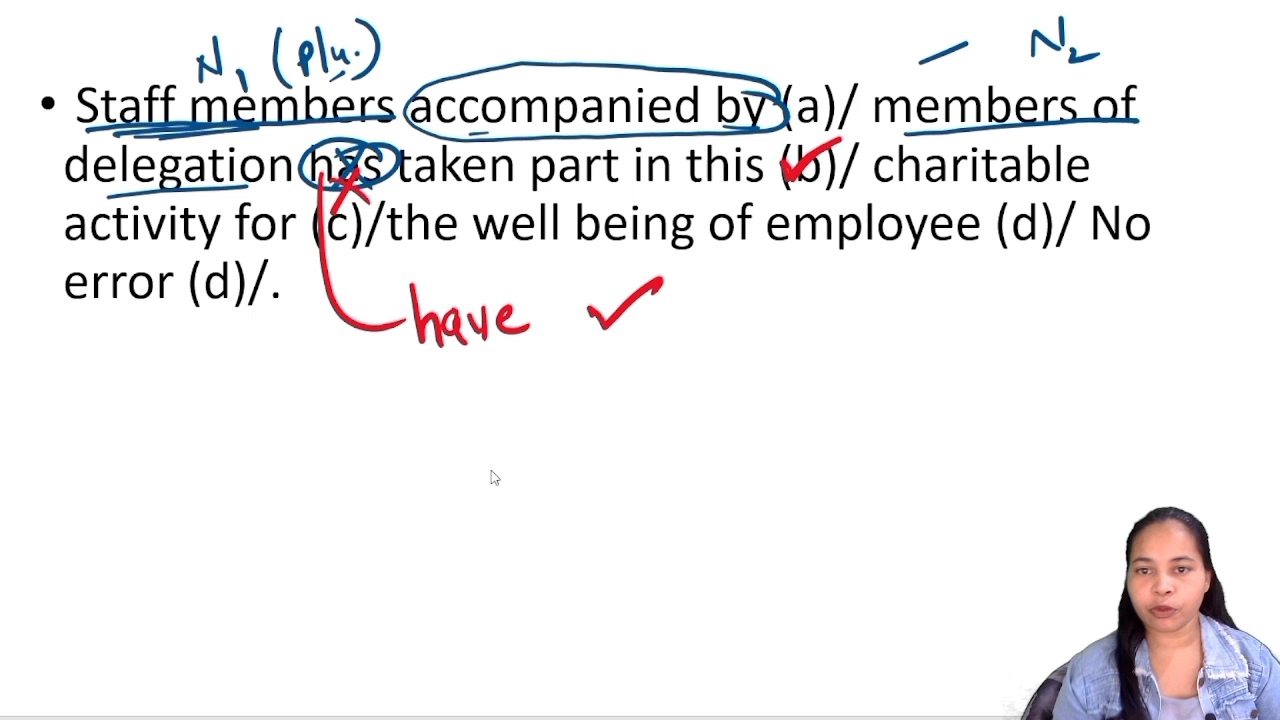 N1 (plu.) – N2
• Staff members accompanied by (a)/ members of
delegation has taken part in this (b)/ charitable
activity for (c)/the well being of employee (d)/ No
error (d)/.
have